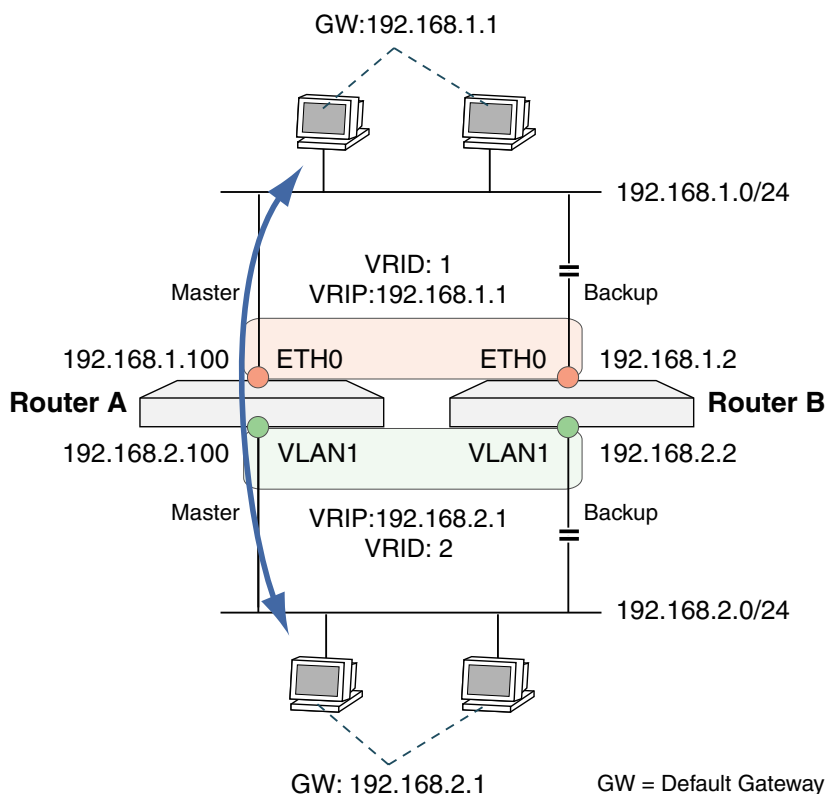 GW:192.168.1.1
192.168.1.0/24
VRID: 1
Master
VRIP:192.168.1.1
Backup
192.168.1.100
ETH0
ETH0
192.168.1.2
Router A
Router B
192.168.2.100
VLAN1
VLAN1
192.168.2.2
Master
VRIP:192.168.2.1
Backup
VRID: 2
192.168.2.0/24
GW: 192.168.2.1
GW = Default Gateway